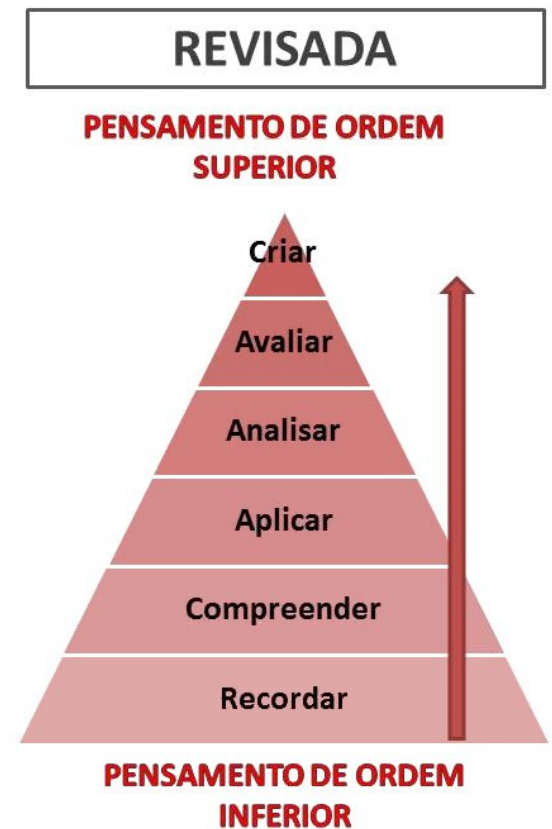 REVISADA
PENSAMENTO DE ORDEM
SUPERIOR
Criar
Avaliar
Analisar
Aplicar
Compreender
Recordar
PENSAMENTO DE ORDEM
INFERIOR